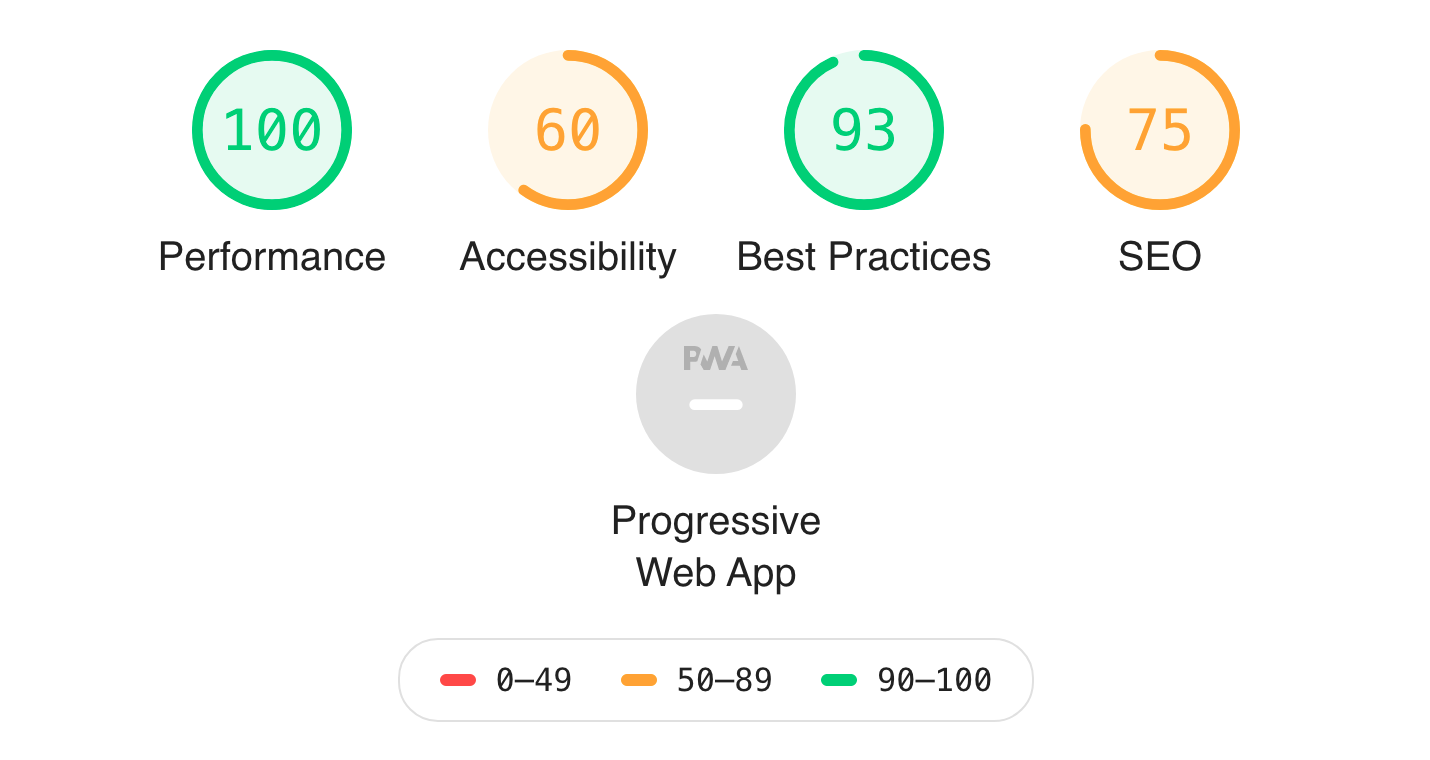 100
60
93
75
Performance
Accessibility
Best Practices
SEO
PWA
Progressive
Web App
0–49
50–89
90–100